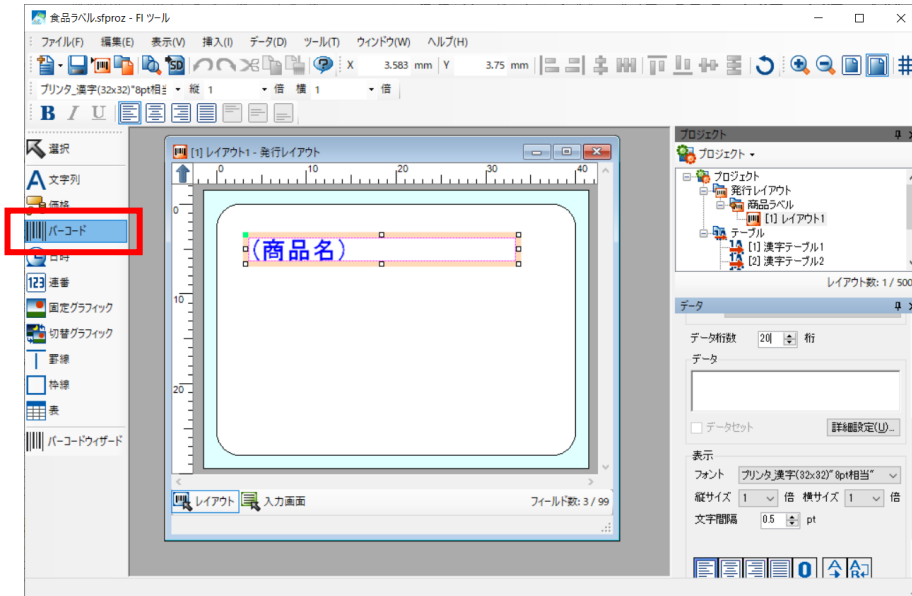 食品ラベル.sfproz - FI ツール
ファイル(F) 編集(E) 表示(V) 挿入(I) データ(D) ツール(T) ウィンドウ(W) ヘルプ(H)
X 3.583 mm Y 3.75 mm
プリンタ_漢字(32x32)"8pt相当 縦 1 倍 横 1 倍
B I U
選択
文字列
価格
バーコード
日時
連番
固定グラフィック
切替グラフィック
罫線
枠線
表
バーコードウィザード
[1] レイアウト1 - 発行レイアウト
0 10 20 30 40
0
10
20
(商品名)
レイアウト 入力画面 フィールド数: 3 / 99
プロジェクト
プロジェクト
プロジェクト
発行レイアウト
商品ラベル
[1] レイアウト1
テーブル
[1] 漢字テーブル1
[2] 漢字テーブル2
レイアウト数: 1 / 500
データ
データ桁数 20 桁
データ
データセット 詳細設定(U)...
表示
フォント プリンタ_漢字(32x32)"8pt相当"
縦サイズ 1 倍 横サイズ 1 倍
文字間隔 0.5 pt